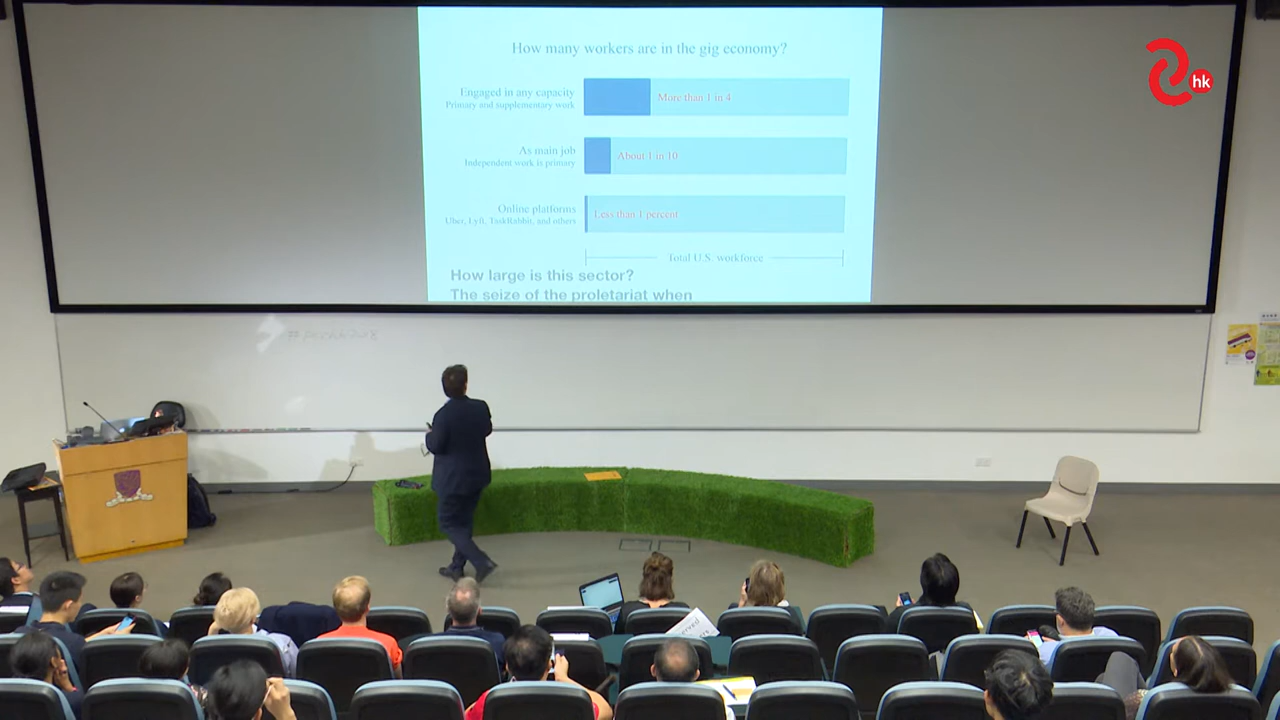 How many workers are in the gig economy?
Engaged in any capacity
Primary and supplementary work
More than 1 in 4
As main job
Independent work is primary
About 1 in 10
Online platforms
Uber, Lyft, TaskRabbit, and others
Less than 1 percent
Total U.S. workforce
How large is this sector?
The seize of the proletariat when
hk